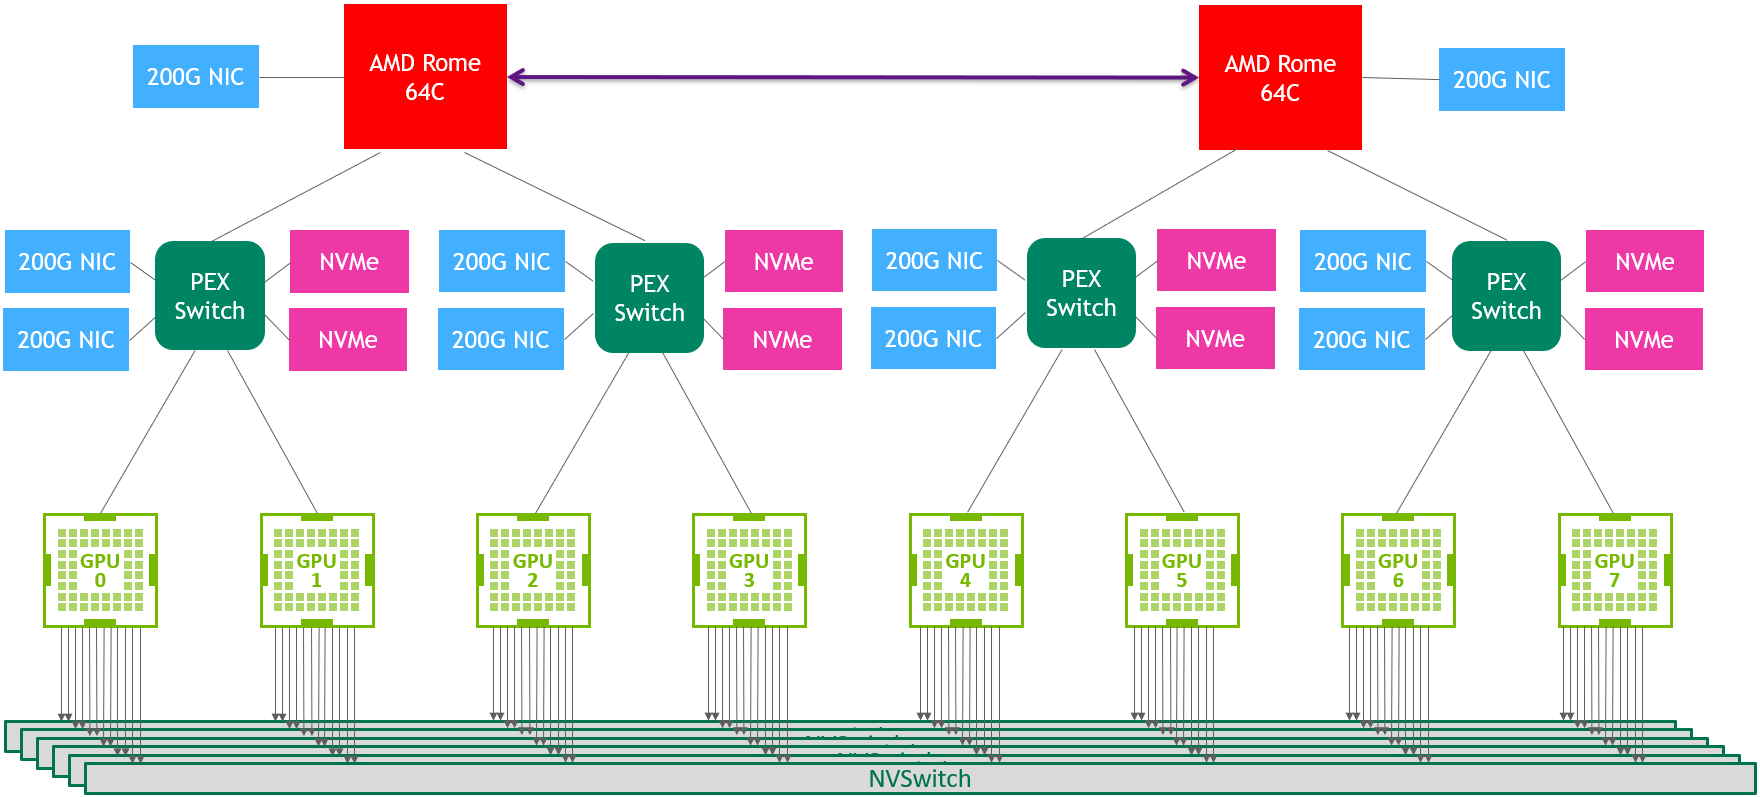 200G NIC
AMD Rome
64C
AMD Rome
64C
200G NIC
200G NIC
200G NIC
PEX
Switch
NVMe
NVMe
200G NIC
200G NIC
PEX
Switch
NVMe
NVMe
200G NIC
200G NIC
PEX
Switch
NVMe
NVMe
200G NIC
200G NIC
PEX
Switch
NVMe
NVMe
GPU
0
GPU
1
GPU
2
GPU
3
GPU
4
GPU
5
GPU
6
GPU
7
NVSwitch